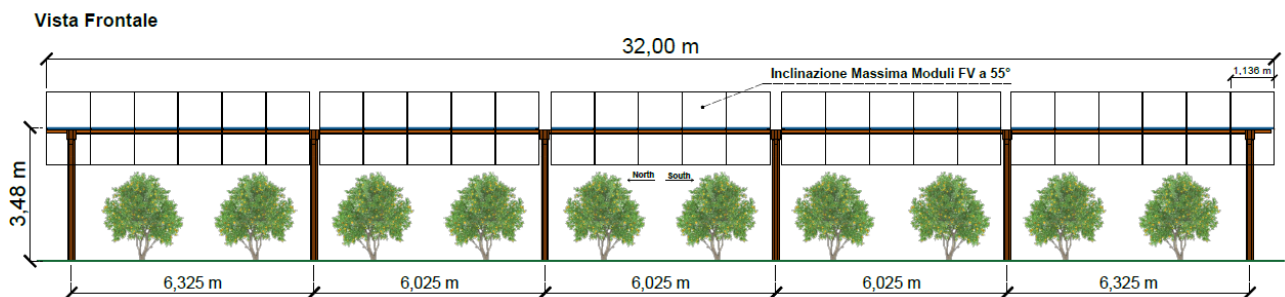 Vista Frontale
32,00 m
Inclinazione Massima Moduli FV a 55°
1,136 m
3,48 m
North South
6,325 m 6,025 m 6,025 m 6,025 m 6,325 m